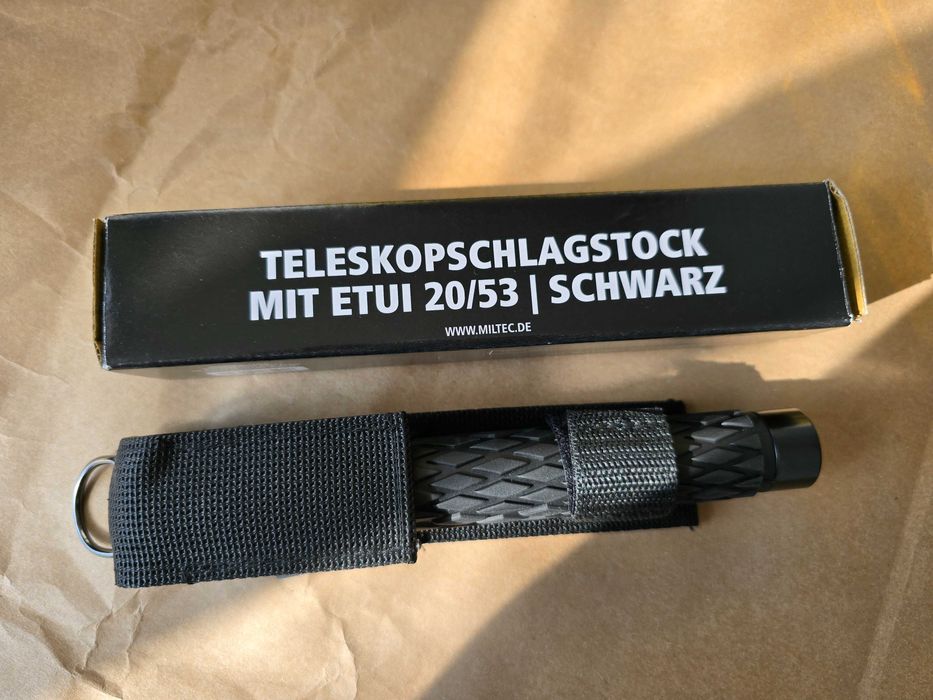 TELESKOPSCHLAGSTOCK
MIT ETUI 20/53 | SCHWARZ
WWW.MILTEC.DE